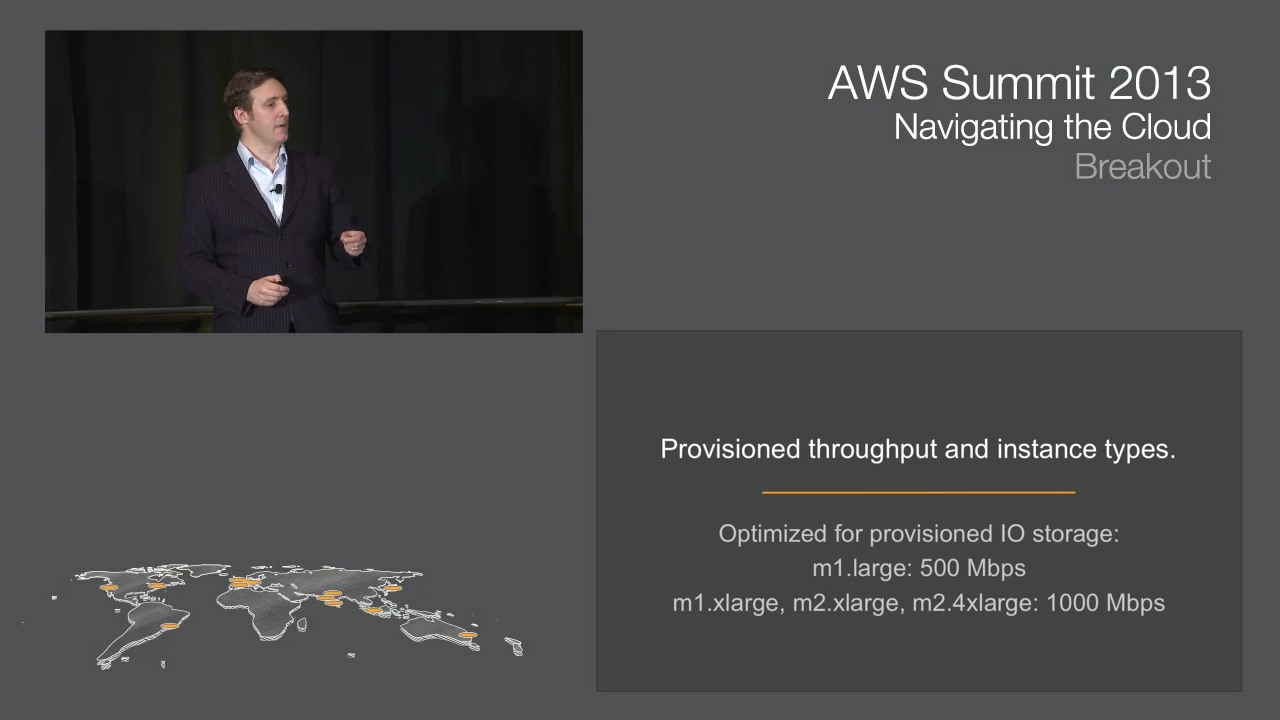 AWS Summit 2013
Navigating the Cloud
Breakout
Provisioned throughput and instance types.
Optimized for provisioned IO storage:
m1.large: 500 Mbps
m1.xlarge, m2.xlarge, m2.4xlarge: 1000 Mbps